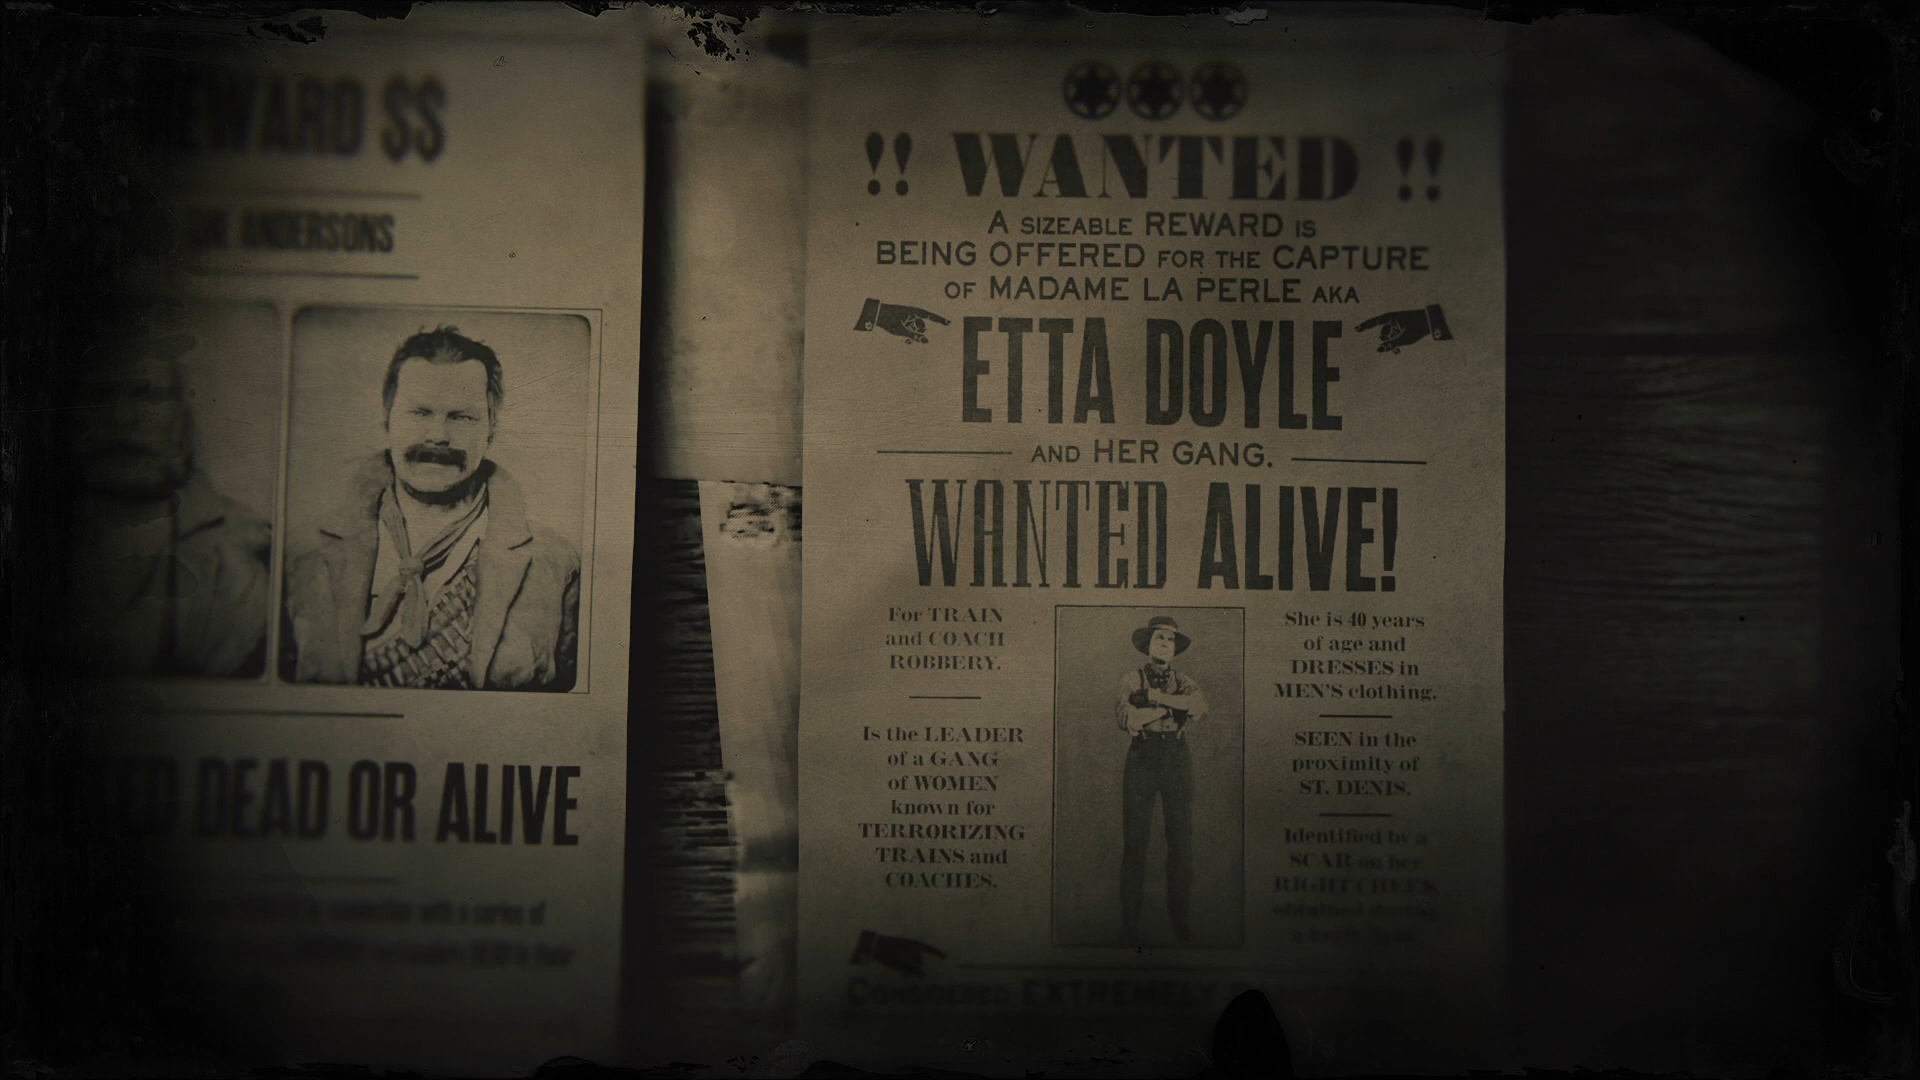 REWARD $$
ANDERSONS
DEAD OR ALIVE
!! WANTED !!
A SIZEABLE REWARD IS
BEING OFFERED FOR THE CAPTURE
OF MADAME LA PERLE AKA
ETTA DOYLE
AND HER GANG.
WANTED ALIVE!
For TRAIN
and COACH
ROBBERY.
Is the LEADER
of a GANG
of WOMEN
known for
TERRORIZING
TRAINS and
COACHES.
She is 40 years
of age and
DRESSES in
MEN'S clothing.
SEEN in the
proximity of
ST. DENIS.
Identified by a
SCAR on her
RIGHT CHEEK
obtained during
CONSIDERED EXTREMELY